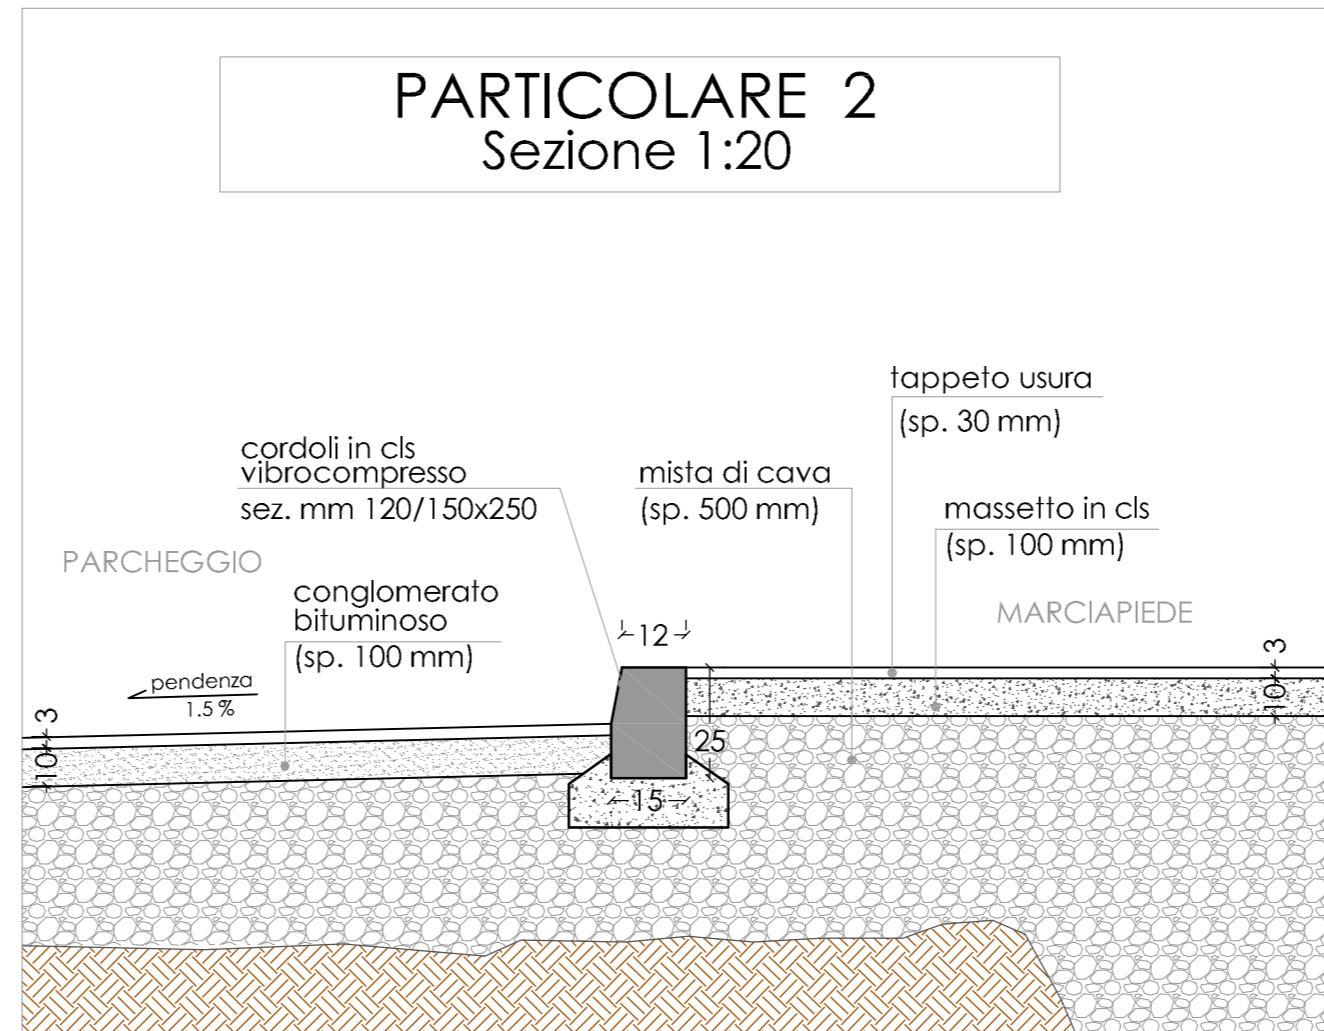 PARTICOLARE 2
Sezione 1:20
tappeto usura
(sp. 30 mm)
cordoli in cls
vibrocompresso
sez. mm 120/150x250
mista di cava
(sp. 500 mm)
massetto in cls
(sp. 100 mm)
PARCHEGGIO
conglomerato
bituminoso
(sp. 100 mm)
MARCIAPIEDE
12
3
10
pendenza
1.5 %
3
10
25
15